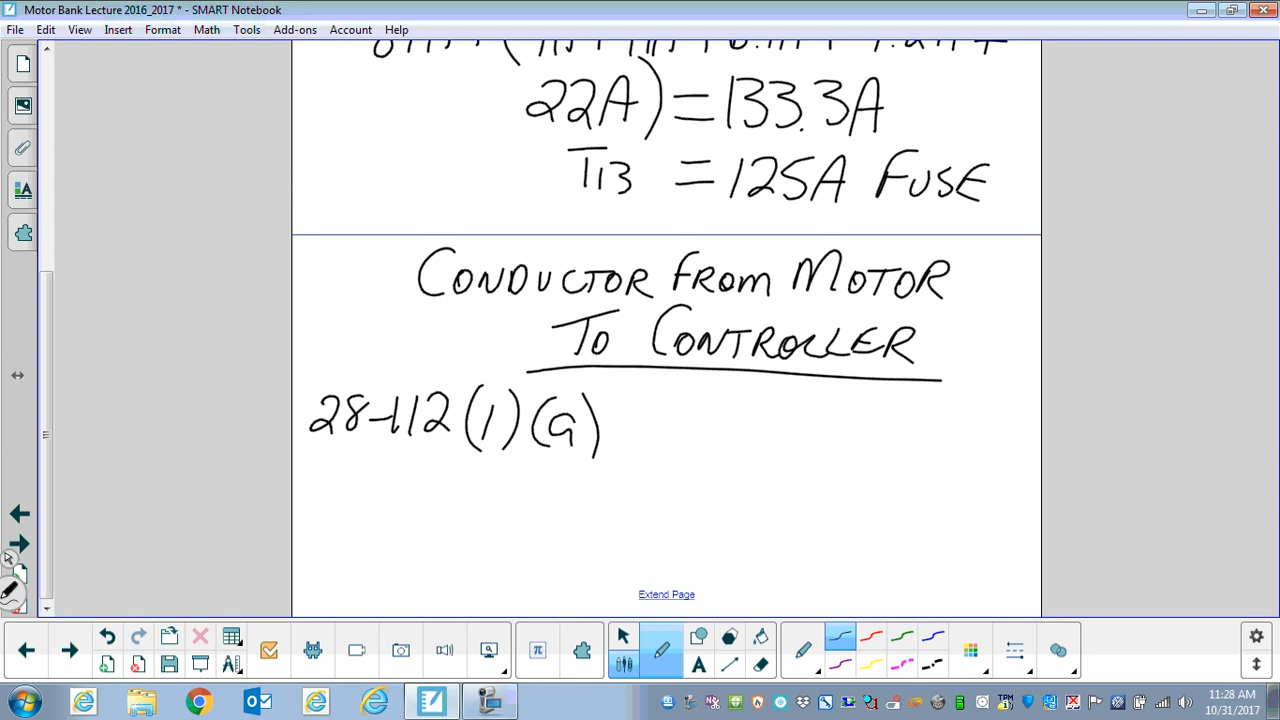 Motor Bank Lecture 2016_2017 * - SMART Notebook
File Edit View Insert Format Math Tools Add-ons Account Help
22A) = 133.3A
T13 = 125A FUSE
CONDUCTOR FROM MOTOR
TO CONTROLLER
28-112 (1) (a)
Extend Page
11:28 AM
10/31/2017